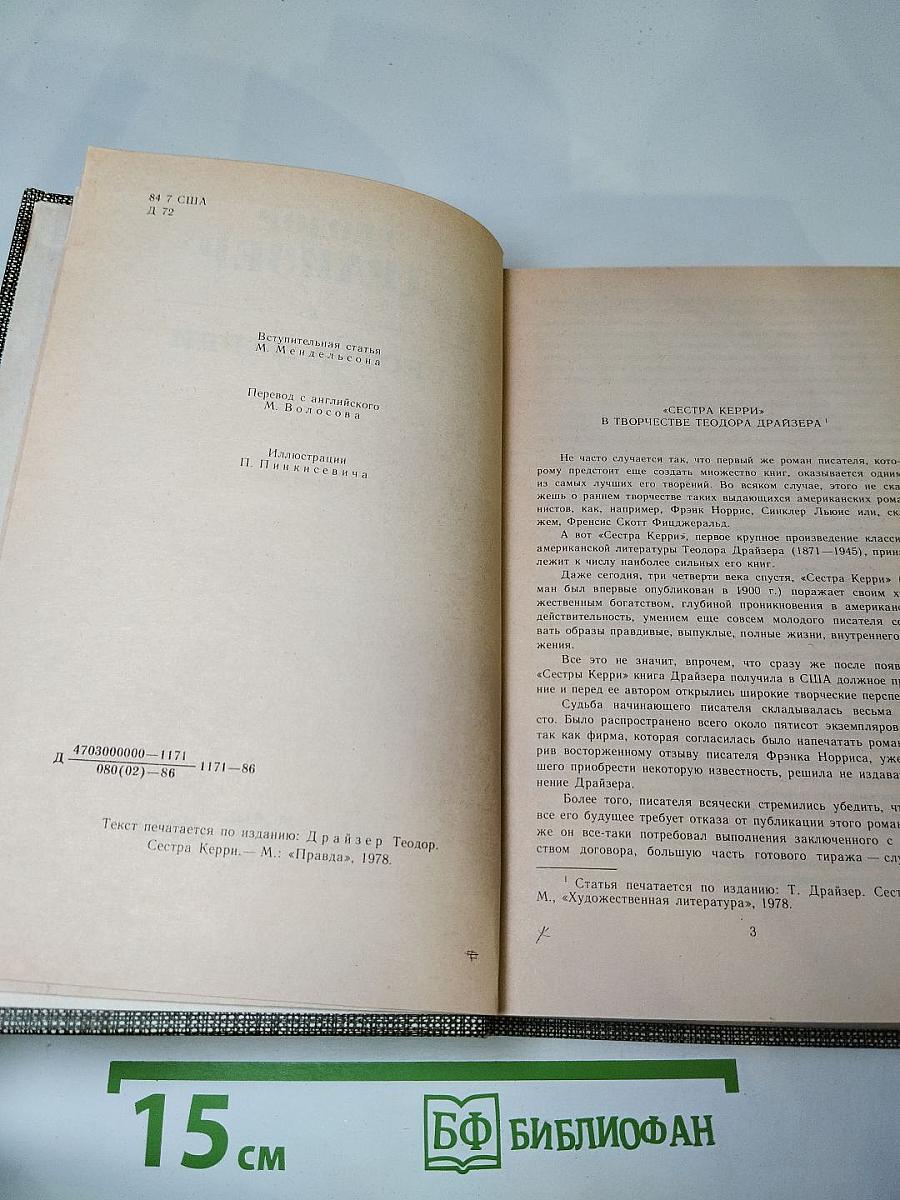 84 7 США
Д 72
Вступительная статья
М. Мендельсона
Перевод с английского
М. Волосова
Иллюстрации
П. Пинкисевича
Д 4703000000—1171
080(02)—86
1171—86
Текст печатается по изданию: Драйзер Теодор.
Сестра Керри.— М.: «Правда», 1978.
«СЕСТРА КЕРРИ»
В ТВОРЧЕСТВЕ ТЕОДОРА ДРАЙЗЕРА ¹
Не часто случается так, что первый же роман писателя, кото-
рому предстоит еще создать множество книг, оказывается одним
из самых лучших его творений. Во всяком случае, этого не ска-
жешь о раннем творчестве таких выдающихся американских рома-
нистов, как, например, Фрэнк Норрис, Синклер Льюис или, ска-
жем, Френсис Скотт Фицджеральд.
А вот «Сестра Керри», первое крупное произведение класси
американской литературы Теодора Драйзера (1871—1945), прина
лежит к числу наиболее сильных его книг.
Даже сегодня, три четверти века спустя, «Сестра Керри» (
ман был впервые опубликован в 1900 г.) поражает своим х
жественным богатством, глубиной проникновения в американс
действительность, умением еще совсем молодого писателя со
вать образы правдивые, выпуклые, полные жизни, внутреннего
жения.
Все это не значит, впрочем, что сразу же после появ
«Сестры Керри» книга Драйзера получила в США должное пр
ние и перед ее автором открылись широкие творческие перспе
Судьба начинающего писателя складывалась весьма
сто. Было распространено всего около пятисот экземпляров
так как фирма, которая согласилась было напечатать роман
рив восторженному отзыву писателя Фрэнка Норриса, уже
шего приобрести некоторую известность, решила не издава
нение Драйзера.
Более того, писателя всячески стремились убедить, чт
все его будущее требует отказа от публикации этого роман
же он все-таки потребовал выполнения заключенного с
ством договора, большую часть готового тиража — слу
¹ Статья печатается по изданию: Т. Драйзер. Сест
М., «Художественная литература», 1978.
3
15 см
БФ БИБЛИОФАН